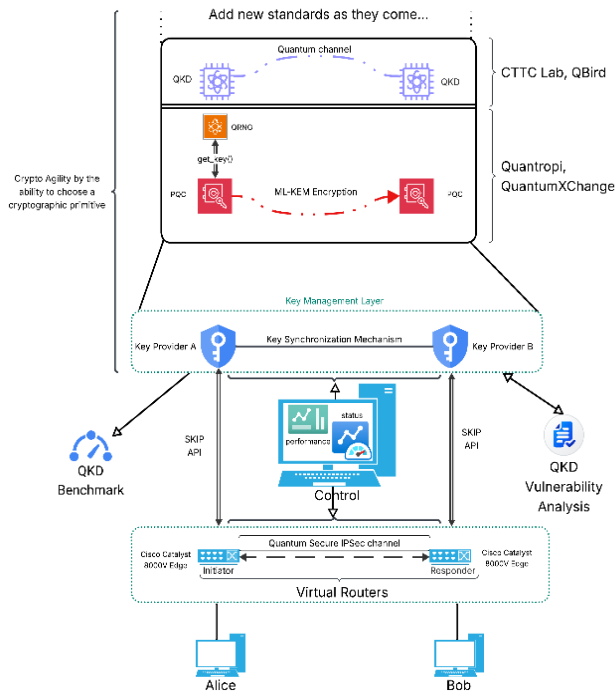 Add new standards as they come...
Quantum channel
QKD
QKD
CTTC Lab, QBird
QRNG
get_key()
PQC
ML-KEM Encryption
PQC
Quantropi,
QuantumXChange
Crypto Agility by the
ability to choose a
cryptographic primitive
Key Management Layer
Key Provider A
Key Synchronization Mechanism
Key Provider B
SKIP
API
performance
status
SKIP
API
Control
QKD
Benchmark
QKD
Vulnerability
Analysis
Quantum Secure IPSec channel
Cisco Catalyst
8000V Edge
Initiator
Responder
Cisco Catalyst
8000V Edge
Virtual Routers
Alice
Bob